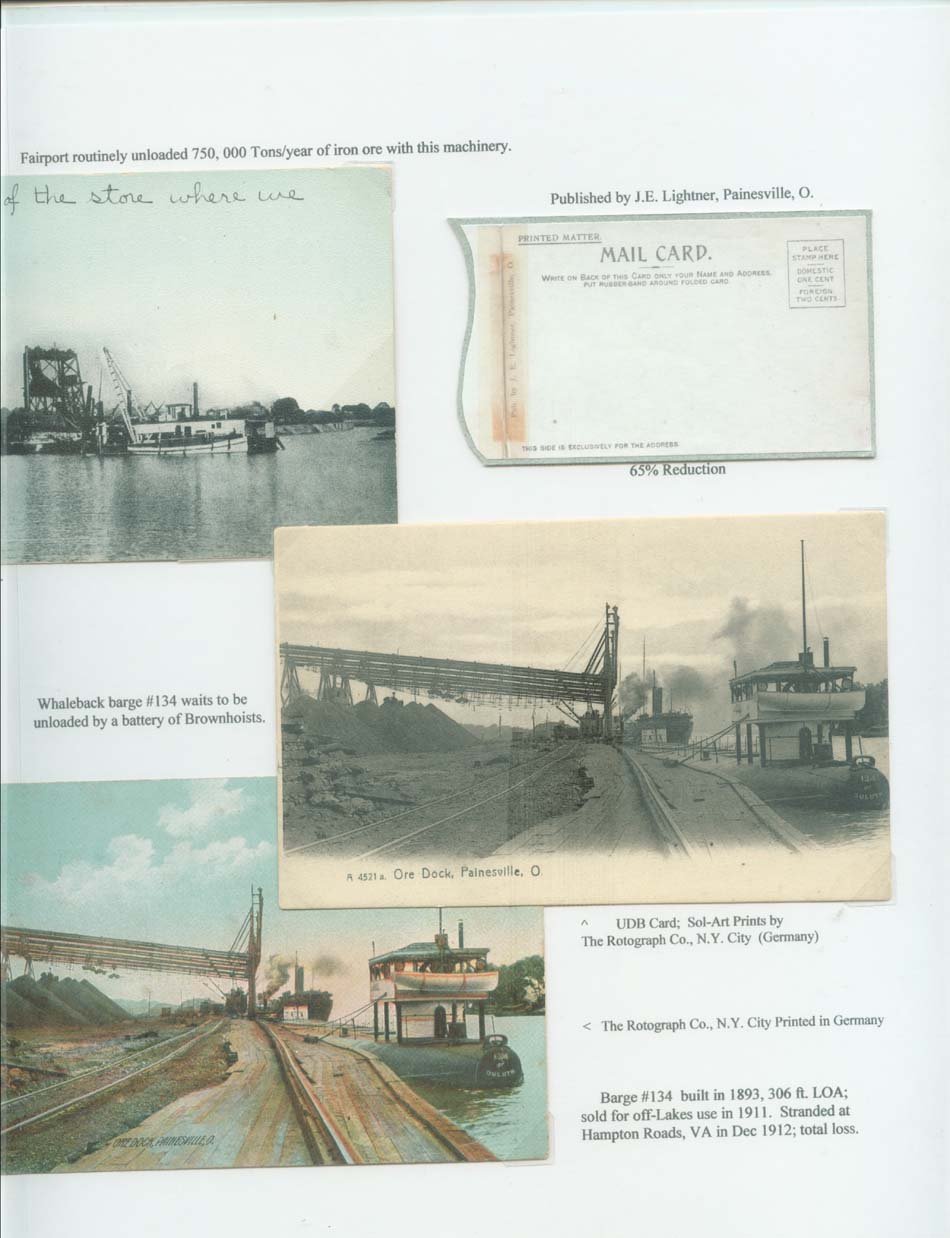 Fairport routinely unloaded 750, 000 Tons/year of iron ore with this machinery.
of the store where we
Published by J.E. Lightner, Painesville, O.
PRINTED MATTER.
MAIL CARD.
WRITE ON BACK OF THIS CARD ONLY YOUR NAME AND ADDRES.
PUT RUBBER-BAND AROUND FOLDED CARD.
PLACE
STAMP HERE
DOMESTIC
ONE CENT
FOREIGN
TWO CENTS.
Pub. by J. E. Lightner, Painesville, O.
THIS SIDE IS EXCLUSIVELY FOR THE ADDRESS.
65% Reduction
Whaleback barge #134 waits to be
unloaded by a battery of Brownhoists.
134
OF
DULUTH
A 4521 a. Ore Dock, Painesville, O.
^ UDB Card; Sol-Art Prints by
The Rotograph Co., N.Y. City (Germany)
OF
DULUTH
ORE DOCK, PAINESVILLE, O.
< The Rotograph Co., N.Y. City Printed in Germany
Barge #134 built in 1893, 306 ft. LOA;
sold for off-Lakes use in 1911. Stranded at
Hampton Roads, VA in Dec 1912; total loss.